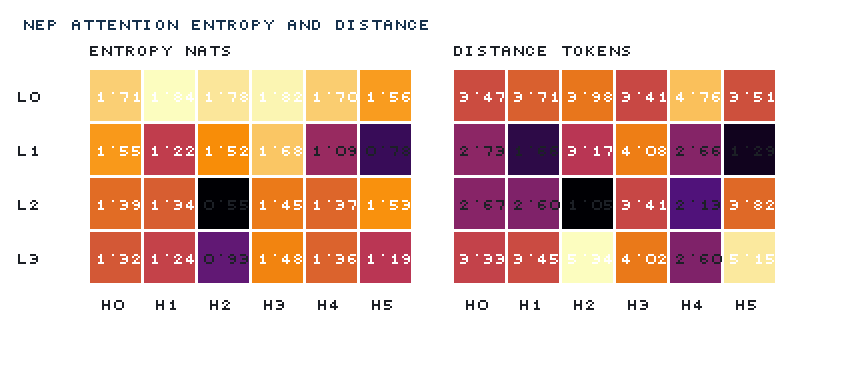 NEP ATTENTION ENTROPY AND DISTANCE
ENTROPY NATS DISTANCE TOKENS
L0 1.71 1.84 1.78 1.82 1.70 1.56 3.47 3.71 3.98 3.41 4.76 3.51
L1 1.55 1.22 1.52 1.68 1.09 0.76 2.73 3.17 4.08 2.66 1.29
L2 1.39 1.34 0.55 1.45 1.37 1.53 2.67 2.60 1.05 3.41 2.13 3.82
L3 1.32 1.24 0.93 1.48 1.36 1.19 3.33 3.45 5.34 4.02 2.60 5.15
H0 H1 H2 H3 H4 H5 H0 H1 H2 H3 H4 H5